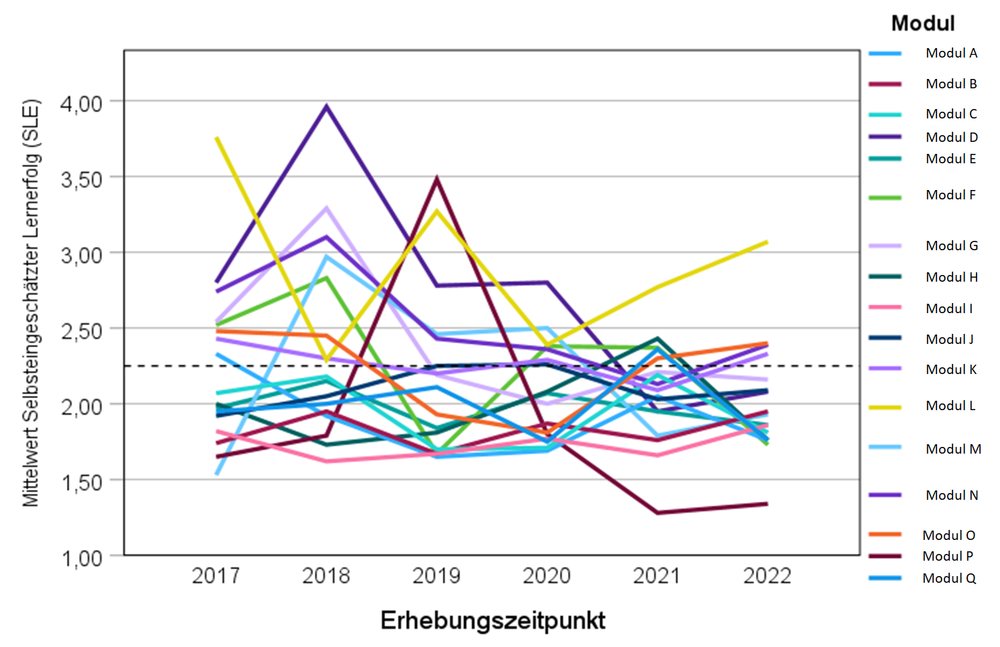 Modul
Modul A
Modul B
Modul C
Modul D
Modul E
Modul F
Modul G
Modul H
Modul I
Modul J
Modul K
Modul L
Modul M
Modul N
Modul O
Modul P
Modul Q
Mittelwert Selbsteingeschätzter Lernerfolg (SLE)
4,00
3,50
3,00
2,50
2,00
1,50
1,00
2017 2018 2019 2020 2021 2022
Erhebungszeitpunkt